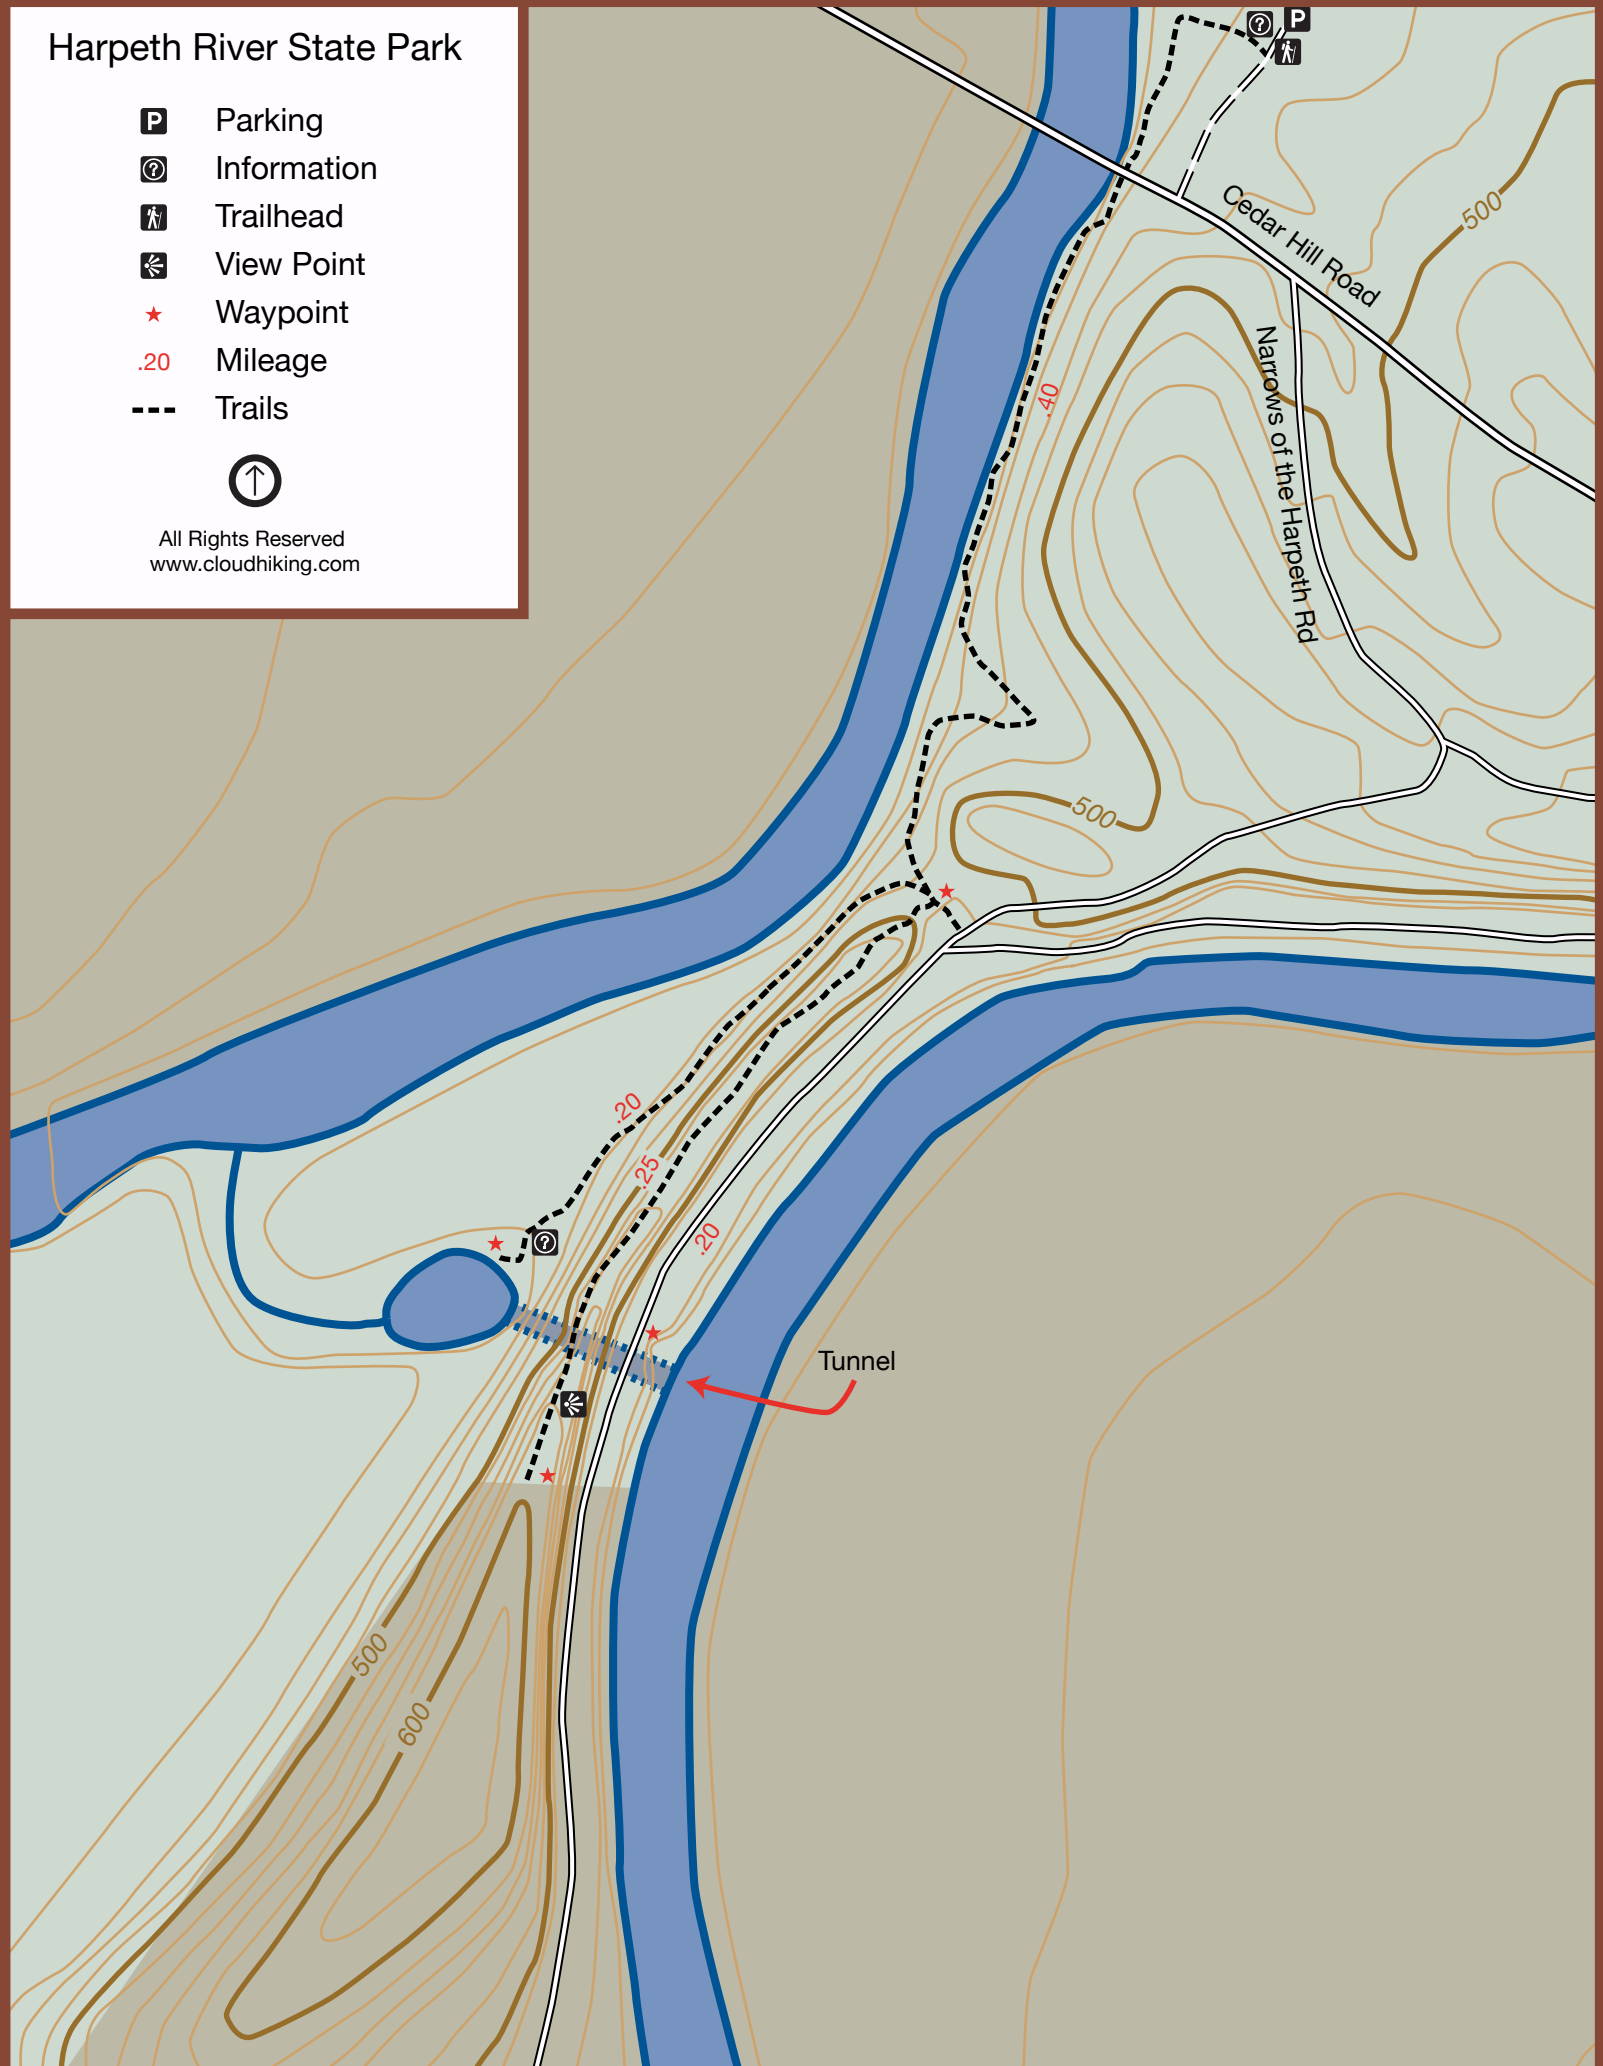 Harpeth River State Park
P Parking
? Information
Trailhead
View Point
Waypoint
.20 Mileage
Trails
All Rights Reserved
www.cloudhiking.com
? P
Cedar Hill Road
500
Narrows of the Harpeth Rd
.40
500
.20
.25
.20
?
Tunnel
500
600